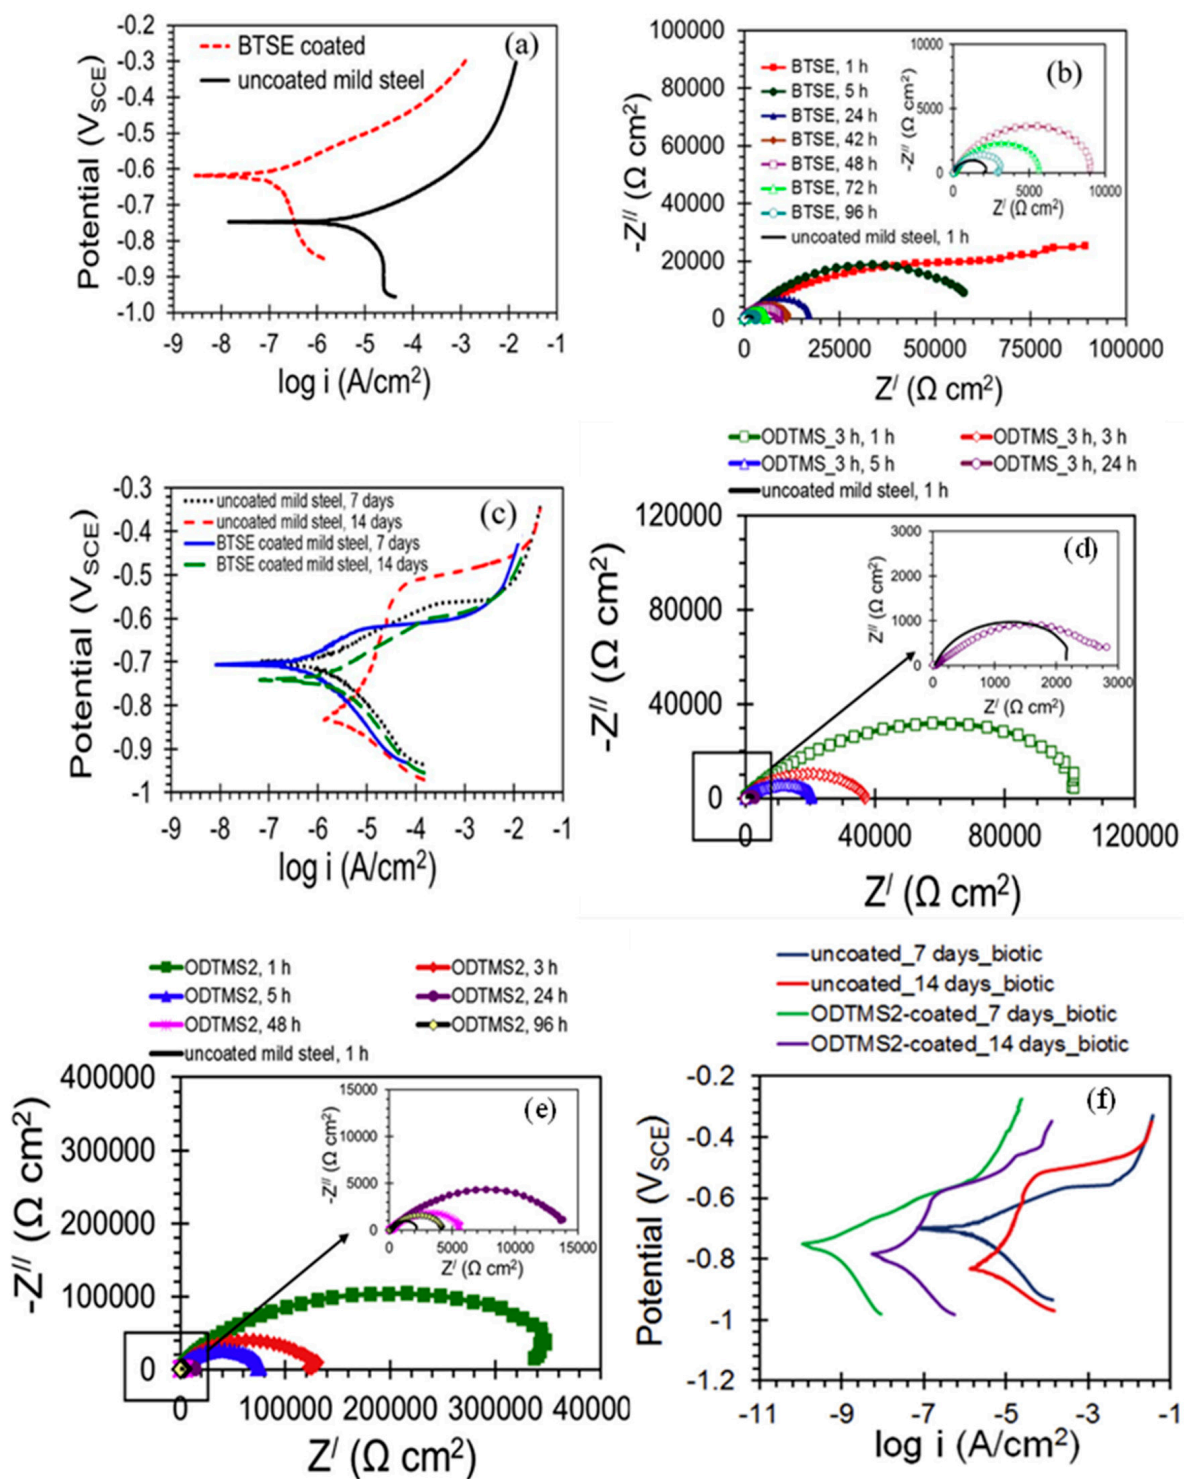 (a)
BTSE coated
uncoated mild steel
-0.2
-0.3
-0.4
-0.5
-0.6
-0.7
-0.8
-0.9
-1.0
Potential (VSCE)
-9 -8 -7 -6 -5 -4 -3 -2 -1
log i (A/cm2)
(b)
BTSE, 1 h
BTSE, 5 h
BTSE, 24 h
BTSE, 42 h
BTSE, 48 h
BTSE, 72 h
BTSE, 96 h
uncoated mild steel, 1 h
100000
80000
60000
40000
20000
0
-Z// (Ω cm2)
0 25000 50000 75000 100000
Z/ (Ω cm2)
10000
5000
0
-Z// (Ω cm2)
0 5000 10000
Z/ (Ω cm2)
(c)
uncoated mild steel, 7 days
uncoated mild steel, 14 days
BTSE coated mild steel, 7 days
BTSE coated mild steel, 14 days
-0.3
-0.4
-0.5
-0.6
-0.7
-0.8
-0.9
-1
Potential (VSCE)
-9 -8 -7 -6 -5 -4 -3 -2 -1
log i (A/cm2)
ODTMS_3 h, 1 h
ODTMS_3 h, 3 h
ODTMS_3 h, 5 h
ODTMS_3 h, 24 h
uncoated mild steel, 1 h
(d)
120000
80000
40000
0
-Z// (Ω cm2)
0 40000 80000 120000
Z/ (Ω cm2)
3000
2000
1000
0
Z// (Ω cm2)
0 1000 2000 3000
Z/ (Ω cm2)
ODTMS2, 1 h
ODTMS2, 3 h
ODTMS2, 5 h
ODTMS2, 24 h
ODTMS2, 48 h
ODTMS2, 96 h
uncoated mild steel, 1 h
(e)
400000
300000
200000
100000
0
-Z// (Ω cm2)
0 100000 200000 300000 400000
Z/ (Ω cm2)
15000
10000
5000
0
-Z// (Ω cm2)
0 5000 10000 15000
Z/ (Ω cm2)
uncoated_7 days_biotic
uncoated_14 days_biotic
ODTMS2-coated_7 days_biotic
ODTMS2-coated_14 days_biotic
(f)
-0.2
-0.4
-0.6
-0.8
-1
-1.2
Potential (VSCE)
-11 -9 -7 -5 -3 -1
log i (A/cm2)